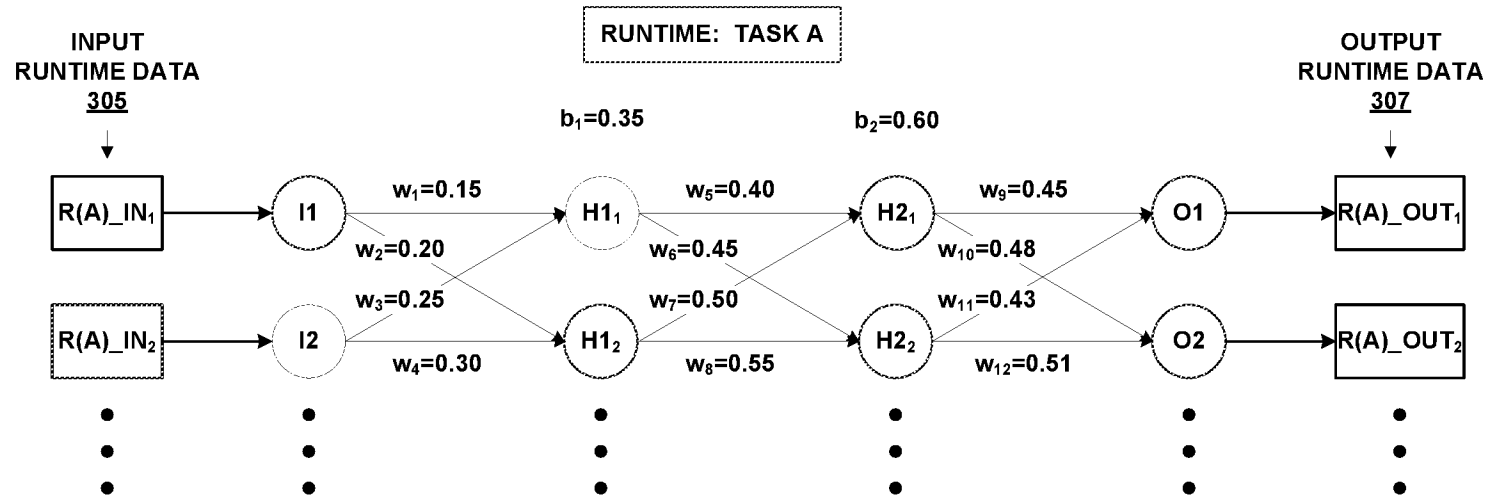 RUNTIME: TASK A
INPUT
RUNTIME DATA
305
OUTPUT
RUNTIME DATA
307
b₁=0.35
b₂=0.60
R(A)_IN₁
I1
w₁=0.15
H1₁
w₅=0.40
H2₁
w₉=0.45
O1
R(A)_OUT₁
w₂=0.20
w₆=0.45
w₁₀=0.48
w₃=0.25
w₇=0.50
w₁₁=0.43
R(A)_IN₂
I2
w₄=0.30
H1₂
w₈=0.55
H2₂
w₁₂=0.51
O2
R(A)_OUT₂